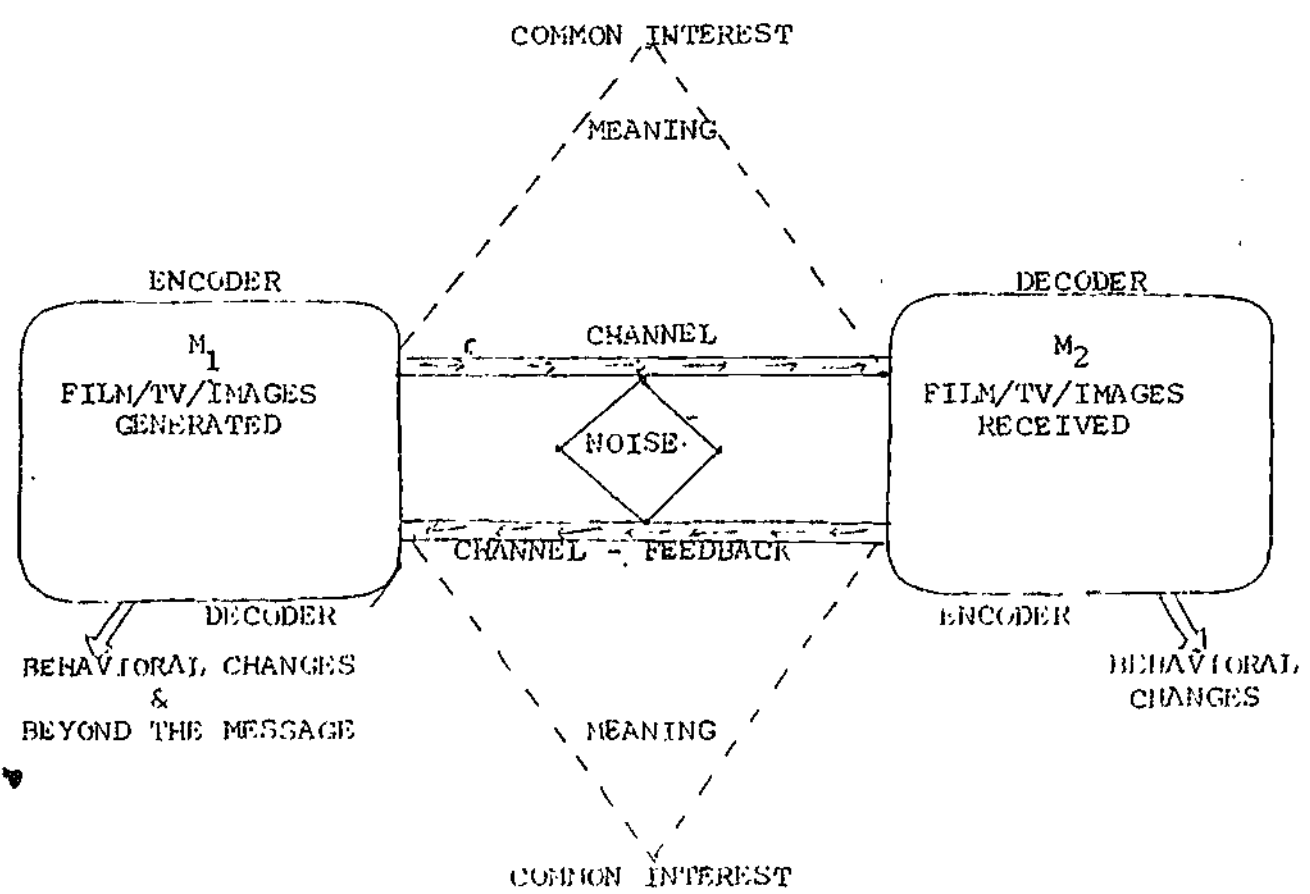 COMMON INTEREST
MEANING
ENCODER
DECODER
CHANNEL
M1
FILM/TV/IMAGES
GENERATED
M2
FILM/TV/IMAGES
RECEIVED
NOISE
CHANNEL - FEEDBACK
DECODER
ENCODER
BEHAVIORAL CHANGES
&
BEYOND THE MESSAGE
BEHAVIORAL
CHANGES
MEANING
COMMON INTEREST